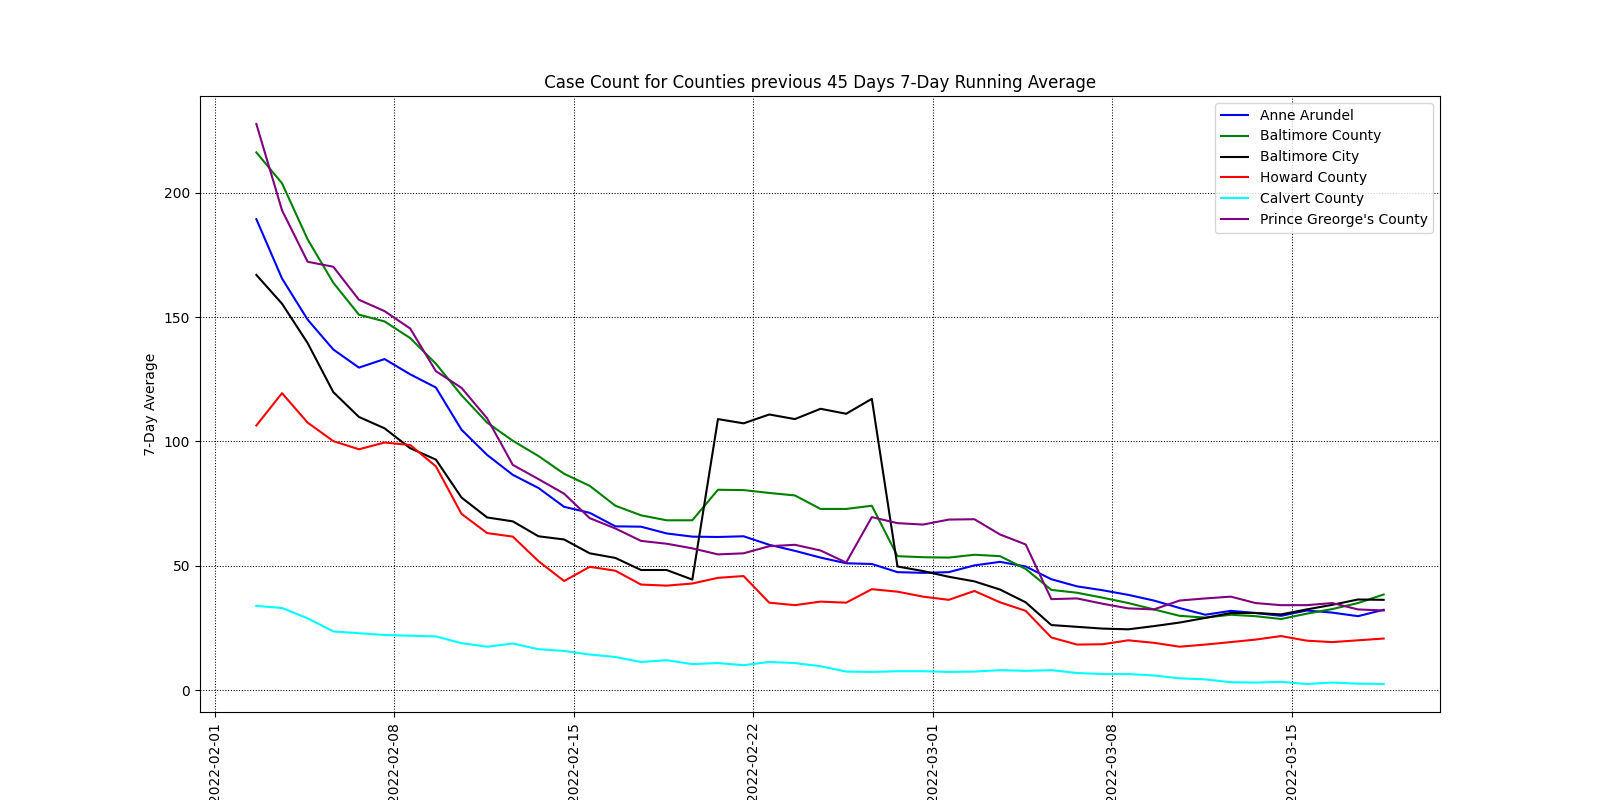 Case Count for Counties previous 45 Days 7-Day Running Average
Anne Arundel
Baltimore County
Baltimore City
Howard County
Calvert County
Prince Greorge's County
7-Day Average
200
150
100
50
0
2022-02-01
2022-02-08
2022-02-15
2022-02-22
2022-03-01
2022-03-08
2022-03-15